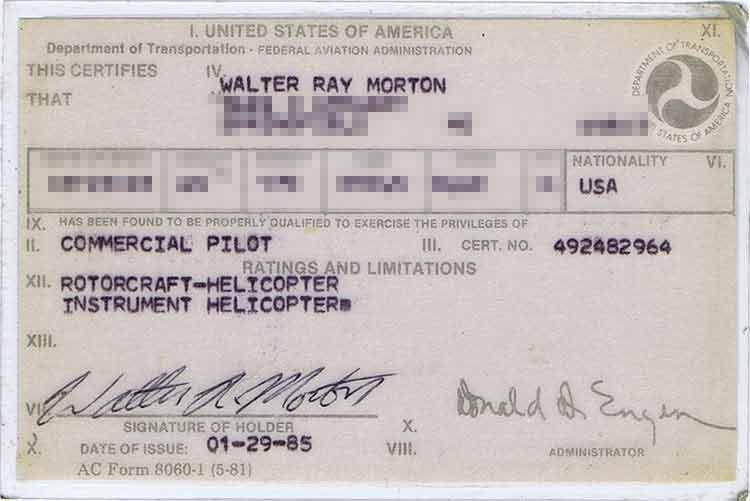 I. UNITED STATES OF AMERICA XI.
Department of Transportation - FEDERAL AVIATION ADMINISTRATION
THIS CERTIFIES IV. WALTER RAY MORTON
THAT
DEPARTMENT OF TRANSPORTATION
UNITED STATES OF AMERICA
NATIONALITY VI.
USA
IX. HAS BEEN FOUND TO BE PROPERLY QUALIFIED TO EXERCISE THE PRIVILEGES OF
II. COMMERCIAL PILOT III. CERT. NO. 492482964
RATINGS AND LIMITATIONS
XII. ROTORCRAFT-HELICOPTER
INSTRUMENT HELICOPTER
XIII.
Walter R. Morton Donald D. Engen
VII
SIGNATURE OF HOLDER X.
X. DATE OF ISSUE: 01-29-85 VIII. ADMINISTRATOR
AC Form 8060-1 (5-81)